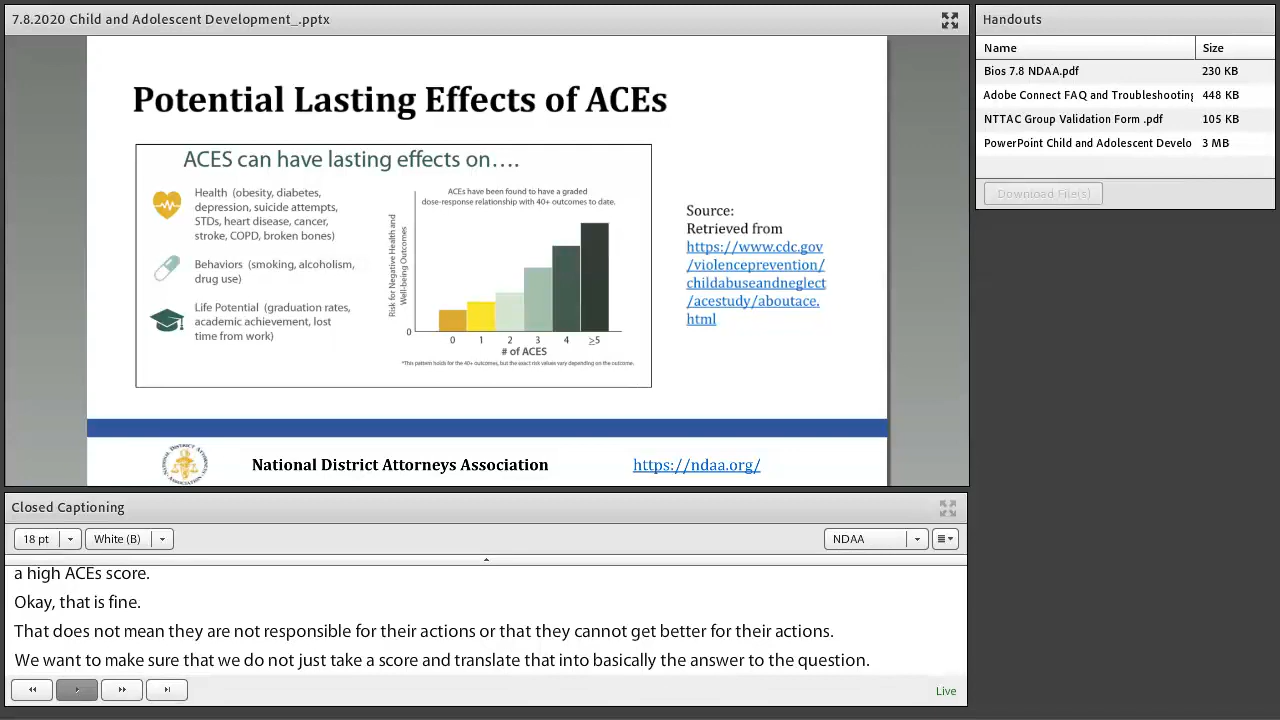 7.8.2020 Child and Adolescent Development_.pptx
Potential Lasting Effects of ACEs
ACES can have lasting effects on….
Health (obesity, diabetes,
depression, suicide attempts,
STDs, heart disease, cancer,
stroke, COPD, broken bones)
Behaviors (smoking, alcoholism,
drug use)
Life Potential (graduation rates,
academic achievement, lost
time from work)
ACEs have been found to have a graded
dose-response relationship with 40+ outcomes to date.
Risk for Negative Health and
Well-being Outcomes
0
0 1 2 3 4 ≥5
# of ACES
*This pattern holds for the 40+ outcomes, but the exact risk values vary depending on the outcome.
Source:
Retrieved from
https://www.cdc.gov
/violenceprevention/
childabuseandneglect
/acestudy/aboutace.
html
NATIONAL DISTRICT ATTORNEYS ASSOCIATION
National District Attorneys Association
https://ndaa.org/
Handouts
Name Size
Bios 7.8 NDAA.pdf 230 KB
Adobe Connect FAQ and Troubleshooting 448 KB
NTTAC Group Validation Form .pdf 105 KB
PowerPoint Child and Adolescent Develo 3 MB
Download File(s)
Closed Captioning
18 pt White (B) NDAA
a high ACEs score.
Okay, that is fine.
That does not mean they are not responsible for their actions or that they cannot get better for their actions.
We want to make sure that we do not just take a score and translate that into basically the answer to the question.
Live